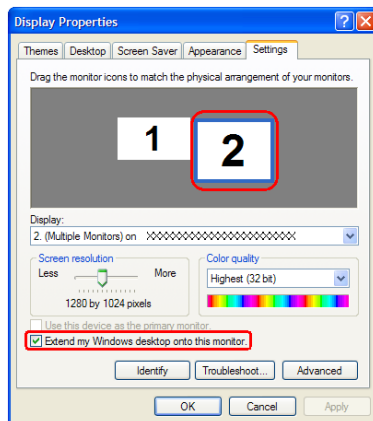 Display Properties
Themes Desktop Screen Saver Appearance Settings
Drag the monitor icons to match the physical arrangement of your monitors.
1 2
Display:
2. (Multiple Monitors) on XXXXXXXXXXXXXXXXXXXXXXX
Screen resolution
Less More
1280 by 1024 pixels
Color quality
Highest (32 bit)
Use this device as the primary monitor.
Extend my Windows desktop onto this monitor.
Identify Troubleshoot... Advanced
OK Cancel Apply